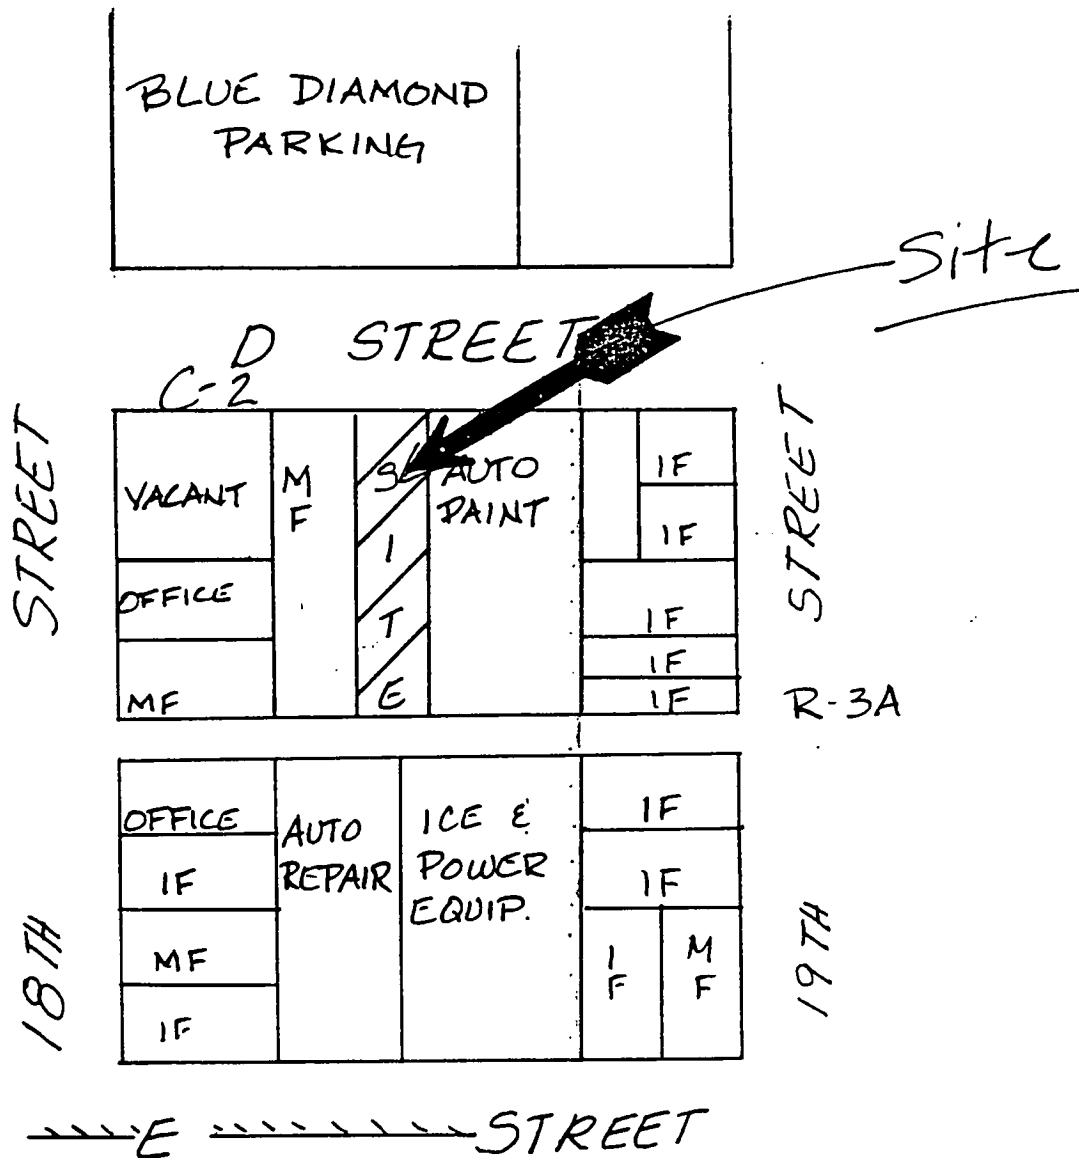 BLUE DIAMOND
PARKING
Site
D STREET
C-2
STREET
STREET
VACANT
M
F
S
I
T
E
AUTO
PAINT
1F
1F
OFFICE
1F
1F
MF
1F
R-3A
OFFICE
AUTO
REPAIR
ICE &
POWER
EQUIP.
1F
1F
1F
MF
1F
1
F
M
F
18TH
19TH
E STREET